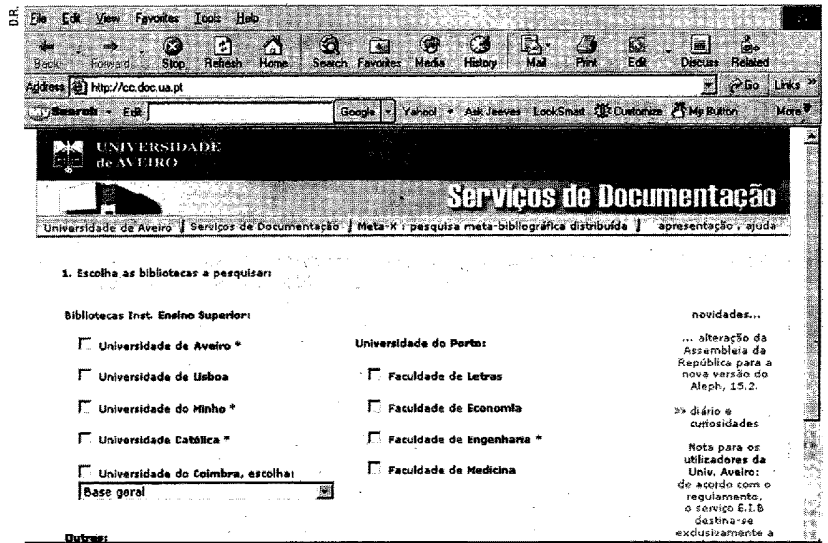 D.R.
File Edit View Favorites Tools Help
Back Forward Stop Refresh Home Search Favorites Media History Mail Print Edit Discuss Related
Address http://cc.doc.ua.pt Go Links »
Search Edit Google Yahoo! Ask Jeeves LookSmart Customize My Button More
UNIVERSIDADE
de AVEIRO
Serviços de Documentação
Universidade de Aveiro | Serviços de Documentação | Meta-X : pesquisa meta-bibliográfica distribuída | apresentação . ajuda
1. Escolha as bibliotecas a pesquisar:
Bibliotecas Inst. Ensino Superior:
Universidade de Aveiro *
Universidade de Lisboa
Universidade do Minho *
Universidade Católica *
Universidade do Coimbra, escolha:
Base geral
Outras:
Universidade do Porto:
Faculdade de Letras
Faculdade de Economia
Faculdade de Engenharia *
Faculdade de Medicina
novidades...
... alteração da
Assembleia da
República para a
nova versão do
Aleph, 15.2.
>> diário e
curiosidades
Nota para os
utilizadores da
Univ. Aveiro:
de acordo com o
regulamento,
o serviço E.I.B
destina-se
exclusivamente a